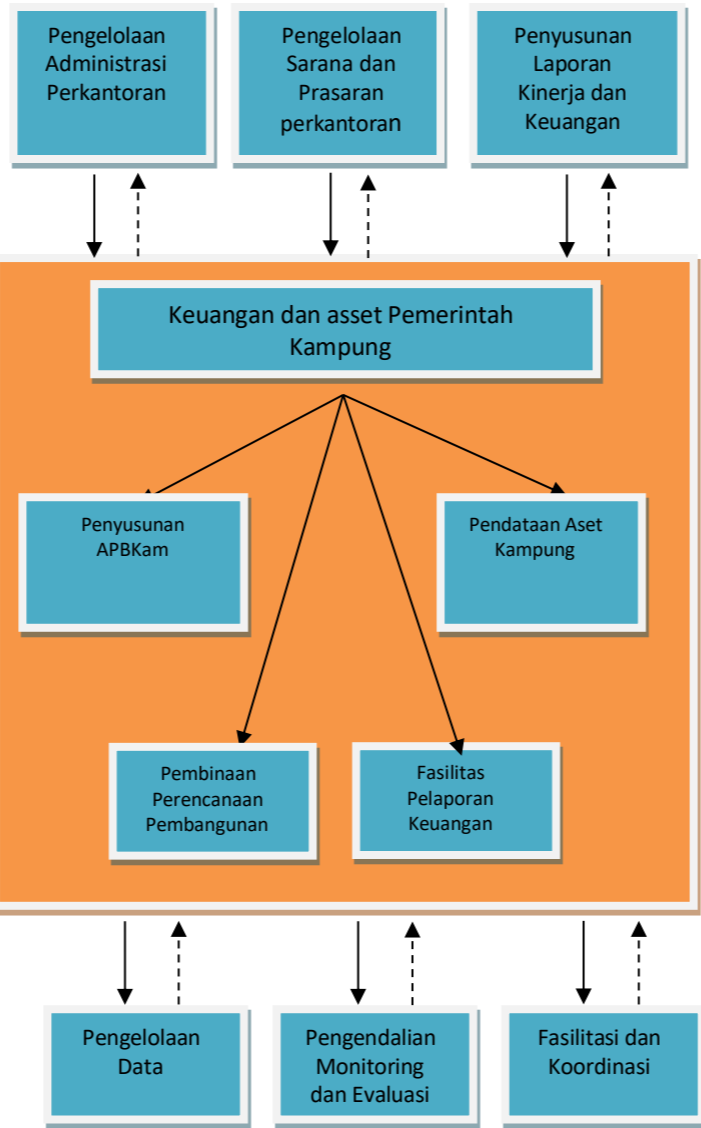 Pengelolaan
Administrasi
Perkantoran
Pengelolaan
Sarana dan
Prasaran
perkantoran
Penyusunan
Laporan
Kinerja dan
Keuangan
Keuangan dan asset Pemerintah
Kampung
Penyusunan
APBKam
Pendataan Aset
Kampung
Pembinaan
Perencanaan
Pembangunan
Fasilitas
Pelaporan
Keuangan
Pengelolaan
Data
Pengendalian
Monitoring
dan Evaluasi
Fasilitasi dan
Koordinasi